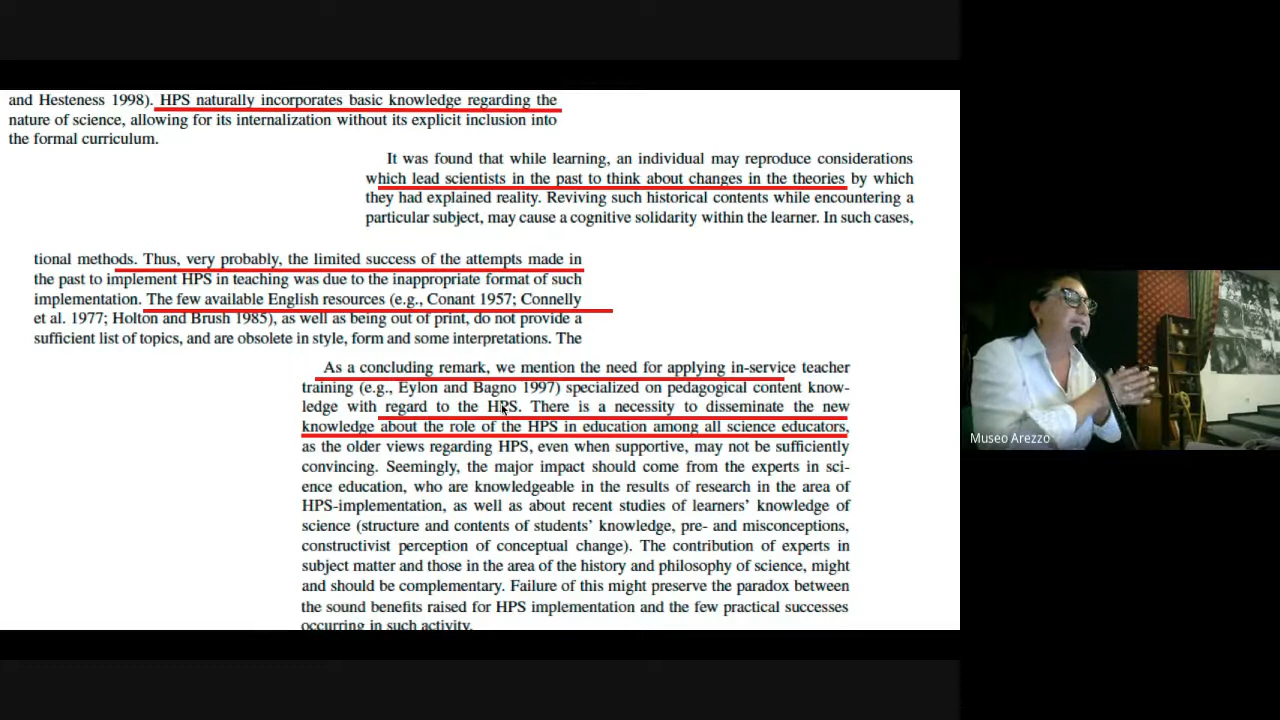 and Hesteness 1998). HPS naturally incorporates basic knowledge regarding the
nature of science, allowing for its internalization without its explicit inclusion into
the formal curriculum.
It was found that while learning, an individual may reproduce considerations
which lead scientists in the past to think about changes in the theories by which
they had explained reality. Reviving such historical contents while encountering a
particular subject, may cause a cognitive solidarity within the learner. In such cases,
tional methods. Thus, very probably, the limited success of the attempts made in
the past to implement HPS in teaching was due to the inappropriate format of such
implementation. The few available English resources (e.g., Conant 1957; Connelly
et al. 1977; Holton and Brush 1985), as well as being out of print, do not provide a
sufficient list of topics, and are obsolete in style, form and some interpretations. The
As a concluding remark, we mention the need for applying in-service teacher
training (e.g., Eylon and Bagno 1997) specialized on pedagogical content know-
ledge with regard to the HPS. There is a necessity to disseminate the new
knowledge about the role of the HPS in education among all science educators,
as the older views regarding HPS, even when supportive, may not be sufficiently
convincing. Seemingly, the major impact should come from the experts in sci-
ence education, who are knowledgeable in the results of research in the area of
HPS-implementation, as well as about recent studies of learners' knowledge of
science (structure and contents of students' knowledge, pre- and misconceptions,
constructivist perception of conceptual change). The contribution of experts in
subject matter and those in the area of the history and philosophy of science, might
and should be complementary. Failure of this might preserve the paradox between
the sound benefits raised for HPS implementation and the few practical successes
occurring in such activity.
Museo Arezzo